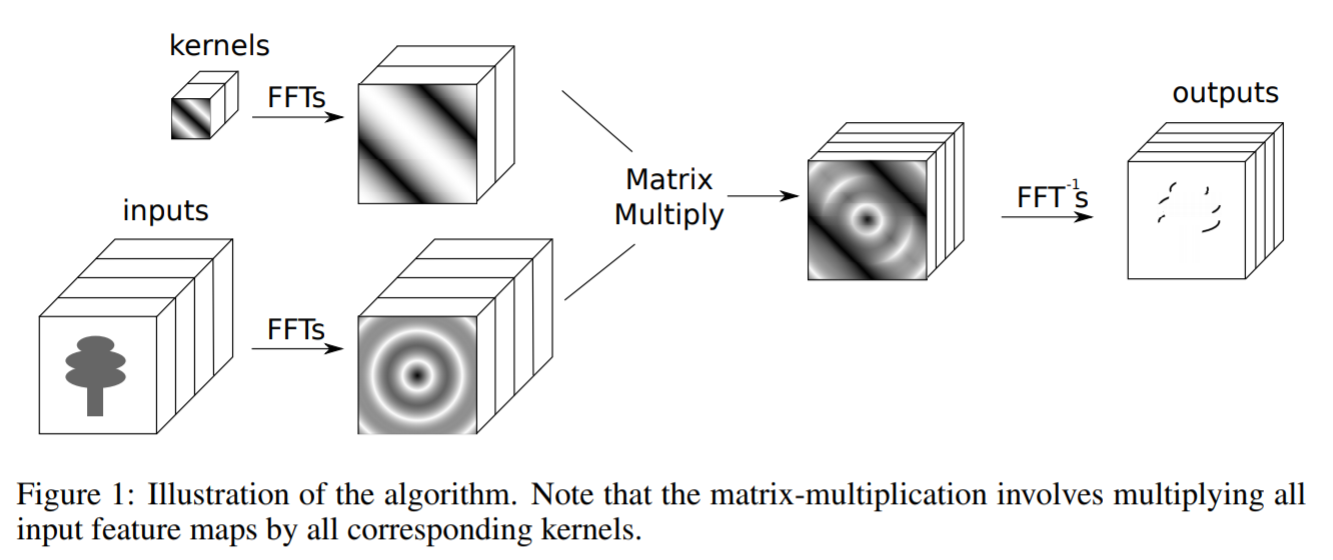 kernels
FFTs
inputs
FFTs
Matrix
Multiply
FFT⁻¹s
outputs
Figure 1: Illustration of the algorithm. Note that the matrix-multiplication involves multiplying all
input feature maps by all corresponding kernels.